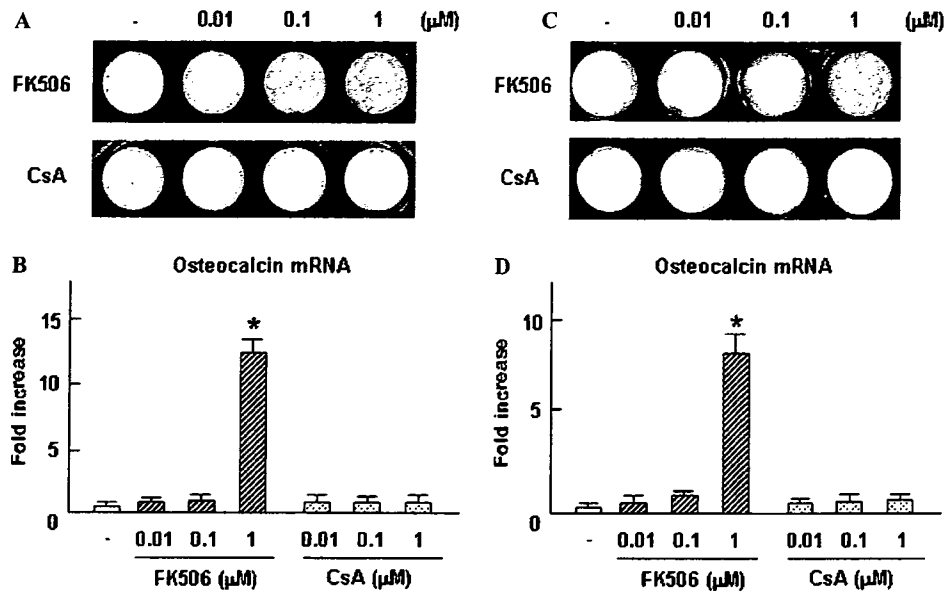 A - 0.01 0.1 1 (μM)
FK506
CsA
B Osteocalcin mRNA
Fold increase
15
10
5
0
- 0.01 0.1 1 0.01 0.1 1
FK506 (μM) CsA (μM)
*
C - 0.01 0.1 1 (μM)
FK506
CsA
D Osteocalcin mRNA
Fold increase
10
5
0
- 0.01 0.1 1 0.01 0.1 1
FK506 (μM) CsA (μM)
*